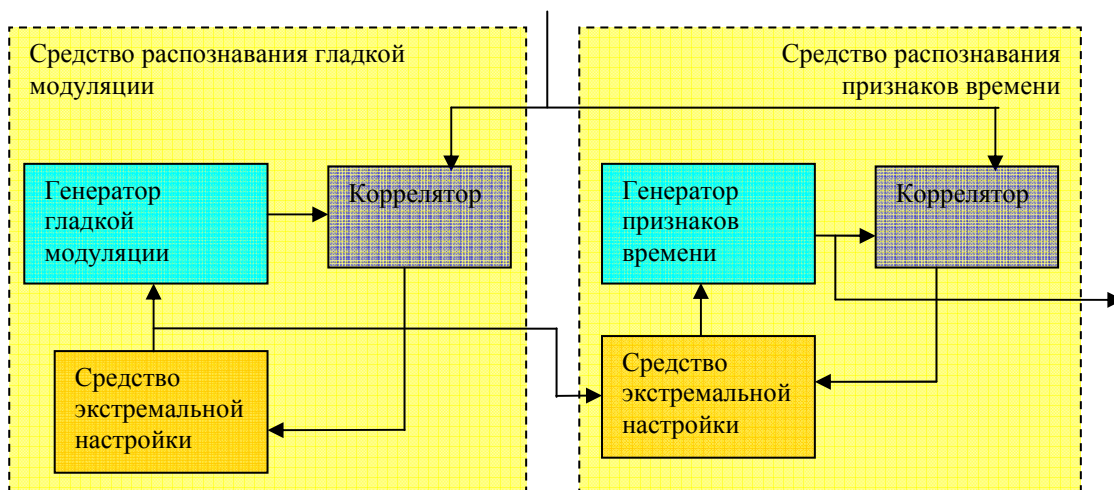 Средство распознавания гладкой
модуляции
Средство распознавания
признаков времени
Генератор
гладкой
модуляции
Коррелятор
Генератор
признаков
времени
Коррелятор
Средство
экстремальной
настройки
Средство
экстремальной
настройки